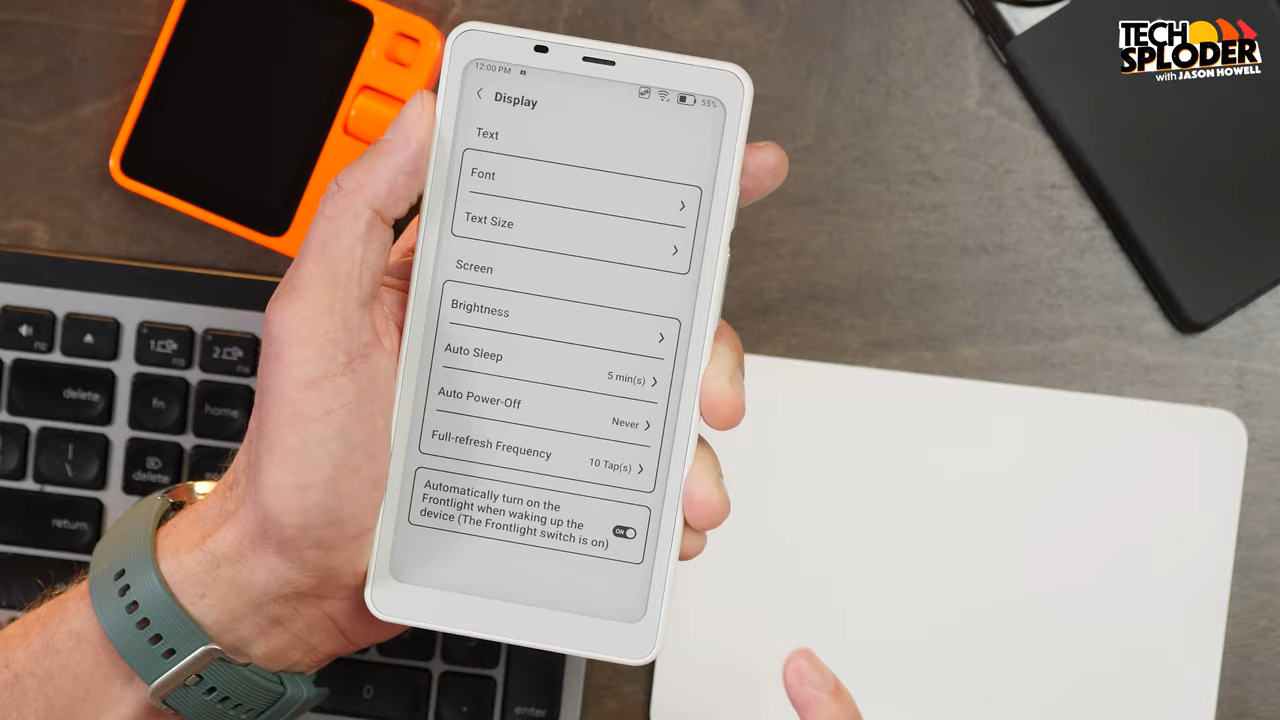 TECH
SPLODER
with JASON HOWELL
12:00 PM
55%
Display
Text
Font
Text Size
Screen
Brightness
Auto Sleep
5 min(s)
Auto Power-Off
Never
Full-refresh Frequency
10 Tap(s)
Automatically turn on the
Frontlight when waking up the
device (The Frontlight switch is on)
ON
delete
fn
home
delete
return
0
enter